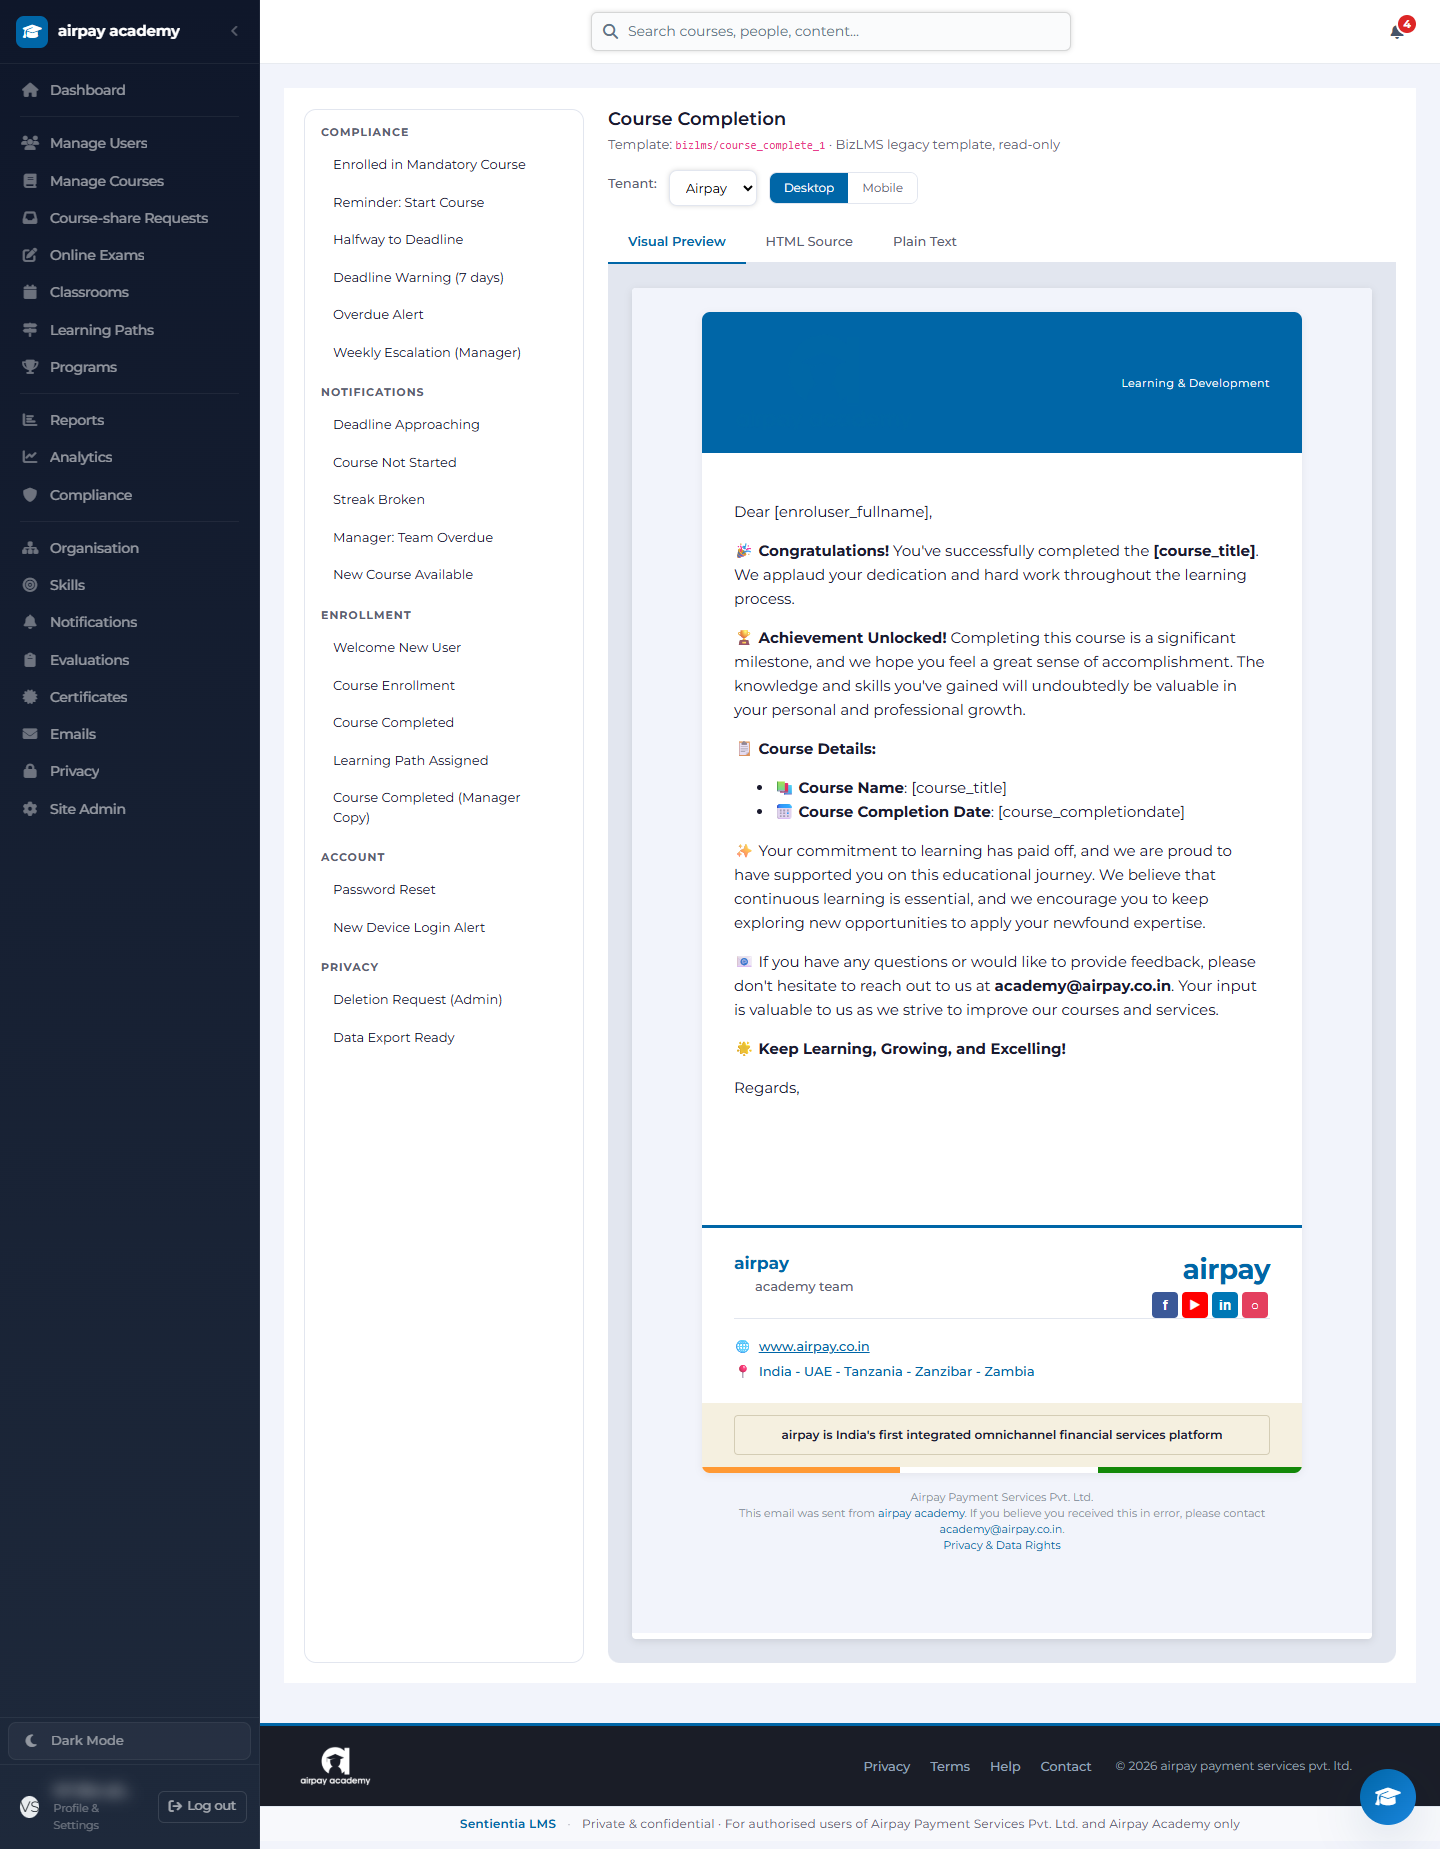 airpay academy
Search courses, people, content...
4
Dashboard
Manage Users
Manage Courses
Course-share Requests
Online Exams
Classrooms
Learning Paths
Programs
Reports
Analytics
Compliance
Organisation
Skills
Notifications
Evaluations
Certificates
Emails
Privacy
Site Admin
Dark Mode
VS
Profile &
Settings
Log out
COMPLIANCE
Enrolled in Mandatory Course
Reminder: Start Course
Halfway to Deadline
Deadline Warning (7 days)
Overdue Alert
Weekly Escalation (Manager)
NOTIFICATIONS
Deadline Approaching
Course Not Started
Streak Broken
Manager: Team Overdue
New Course Available
ENROLLMENT
Welcome New User
Course Enrollment
Course Completed
Learning Path Assigned
Course Completed (Manager
Copy)
ACCOUNT
Password Reset
New Device Login Alert
PRIVACY
Deletion Request (Admin)
Data Export Ready
Course Completion
Template: bizlms/course_complete_1 · BizLMS legacy template, read-only
Tenant: Airpay Desktop Mobile
Visual Preview HTML Source Plain Text
Learning & Development
Dear [enroluser_fullname],
🎉 Congratulations! You've successfully completed the [course_title].
We applaud your dedication and hard work throughout the learning
process.
🏆 Achievement Unlocked! Completing this course is a significant
milestone, and we hope you feel a great sense of accomplishment. The
knowledge and skills you've gained will undoubtedly be valuable in
your personal and professional growth.
📋 Course Details:
• 📚 Course Name: [course_title]
• 📅 Course Completion Date: [course_completiondate]
✨ Your commitment to learning has paid off, and we are proud to
have supported you on this educational journey. We believe that
continuous learning is essential, and we encourage you to keep
exploring new opportunities to apply your newfound expertise.
📧 If you have any questions or would like to provide feedback, please
don't hesitate to reach out to us at academy@airpay.co.in. Your input
is valuable to us as we strive to improve our courses and services.
🌟 Keep Learning, Growing, and Excelling!
Regards,
airpay
academy team
airpay
f ▶ in ○
🌐 www.airpay.co.in
📍 India - UAE - Tanzania - Zanzibar - Zambia
airpay is India's first integrated omnichannel financial services platform
Airpay Payment Services Pvt. Ltd.
This email was sent from airpay academy. If you believe you received this in error, please contact
academy@airpay.co.in.
Privacy & Data Rights
airpay academy
Privacy Terms Help Contact © 2026 airpay payment services pvt. ltd.
Sentientia LMS · Private & confidential · For authorised users of Airpay Payment Services Pvt. Ltd. and Airpay Academy only